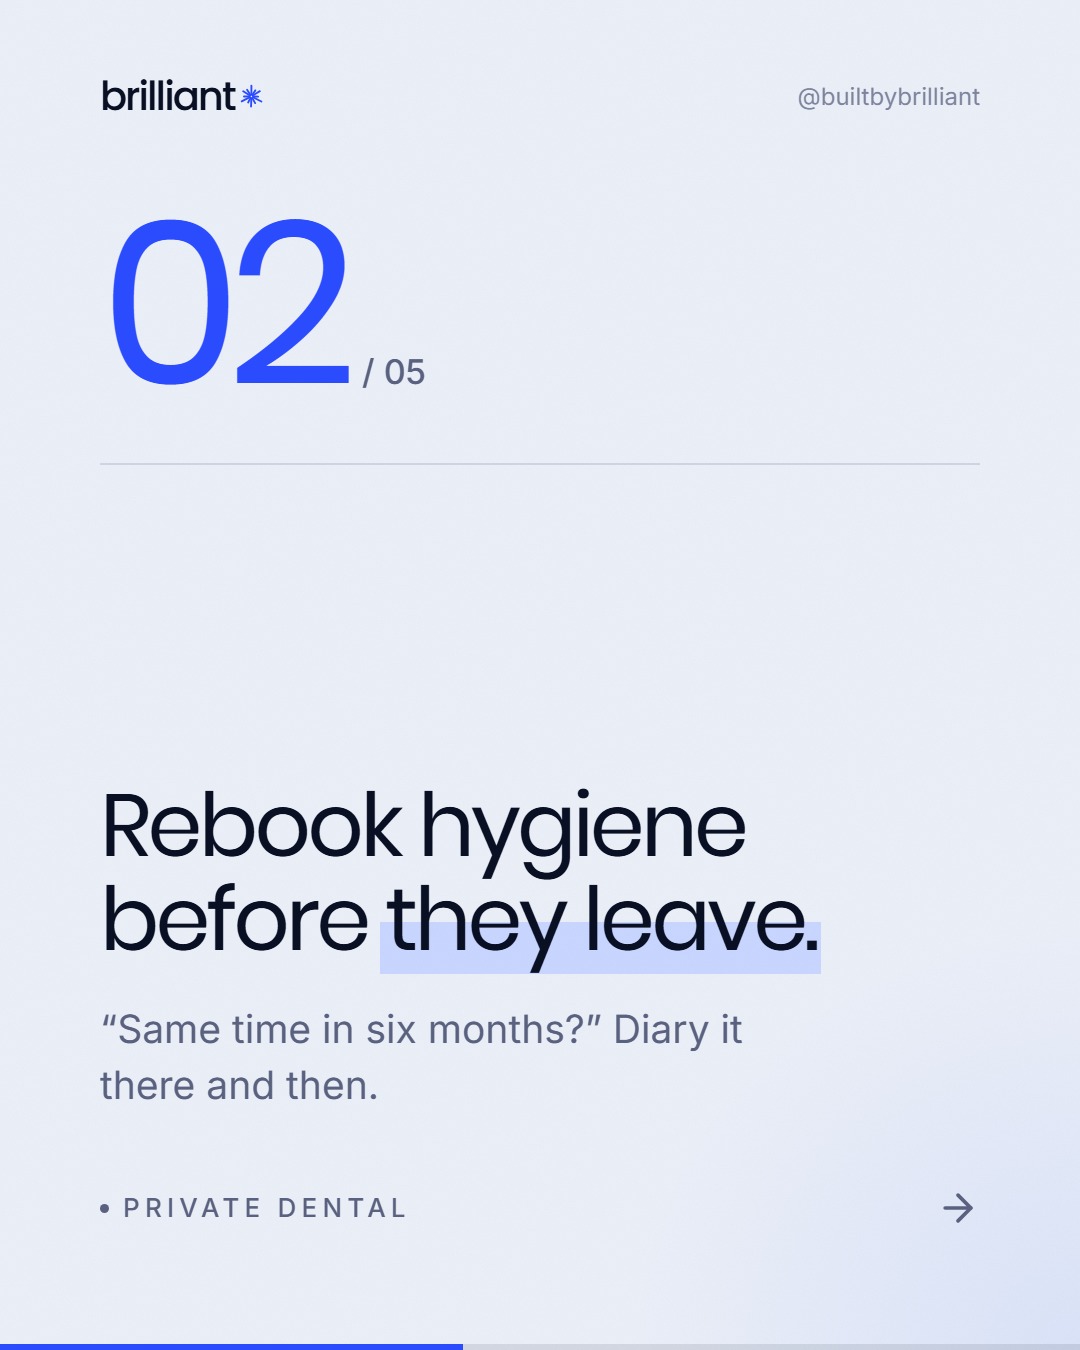 brilliant
@builtbybrilliant
02 / 05
Rebook hygiene
before they leave.
“Same time in six months?” Diary it
there and then.
• PRIVATE DENTAL